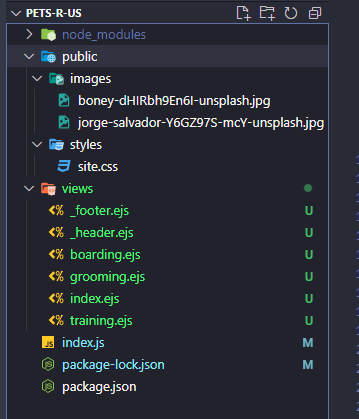 PETS-R-US
node_modules
public
images
boney-dHIRbh9En6I-unsplash.jpg
jorge-salvador-Y6GZ97S-mcY-unsplash.jpg
styles
site.css
views
_footer.ejs U
_header.ejs U
boarding.ejs U
grooming.ejs U
index.ejs U
training.ejs U
JS index.js M
package-lock.json M
package.json